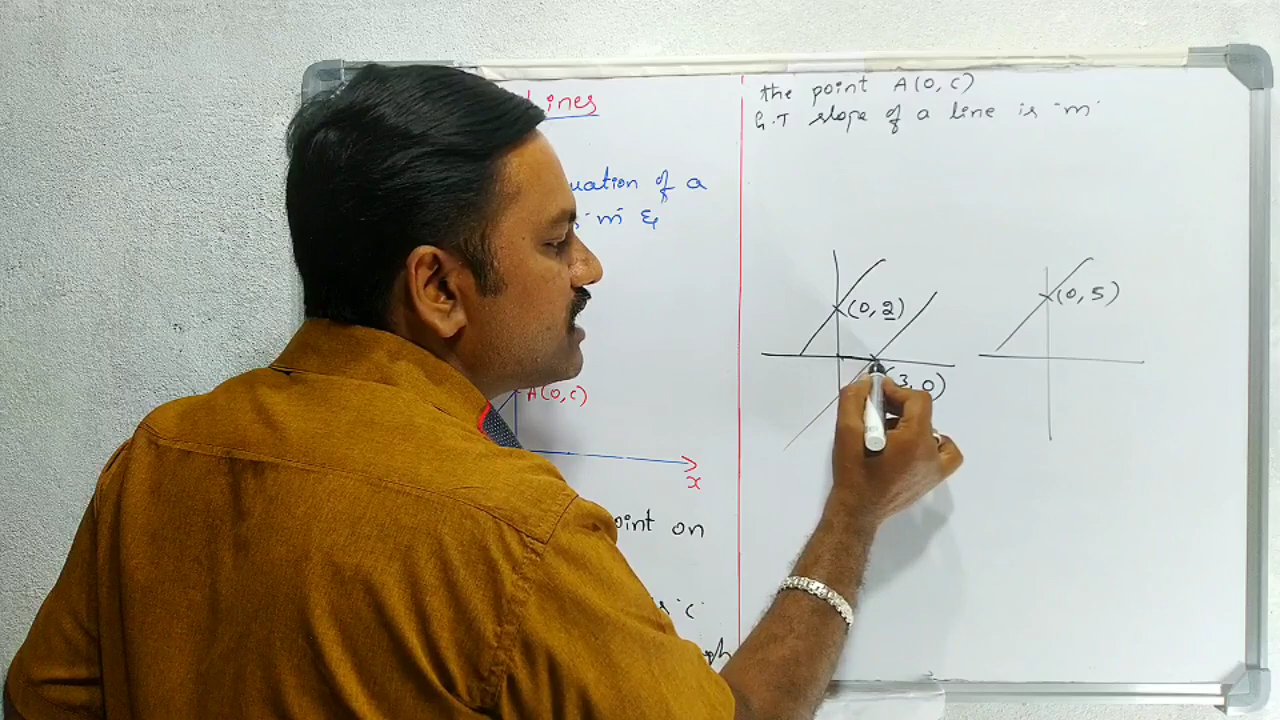 Lines
uation of a
m &
A(0, c)
x
oint on
c
the point A(0, c)
G.T slope of a line is m
(0, 2)
(3, 0)
(0, 5)